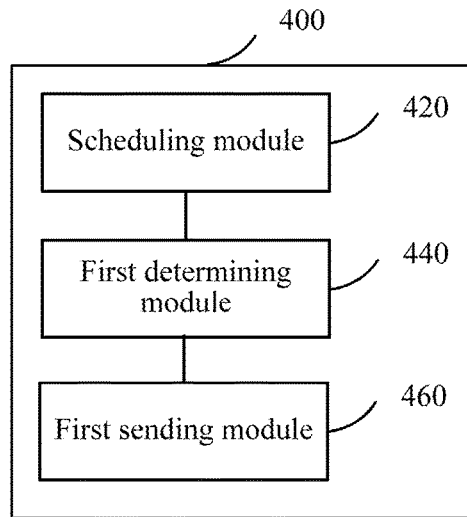 400
Scheduling module
420
First determining
module
440
First sending module
460